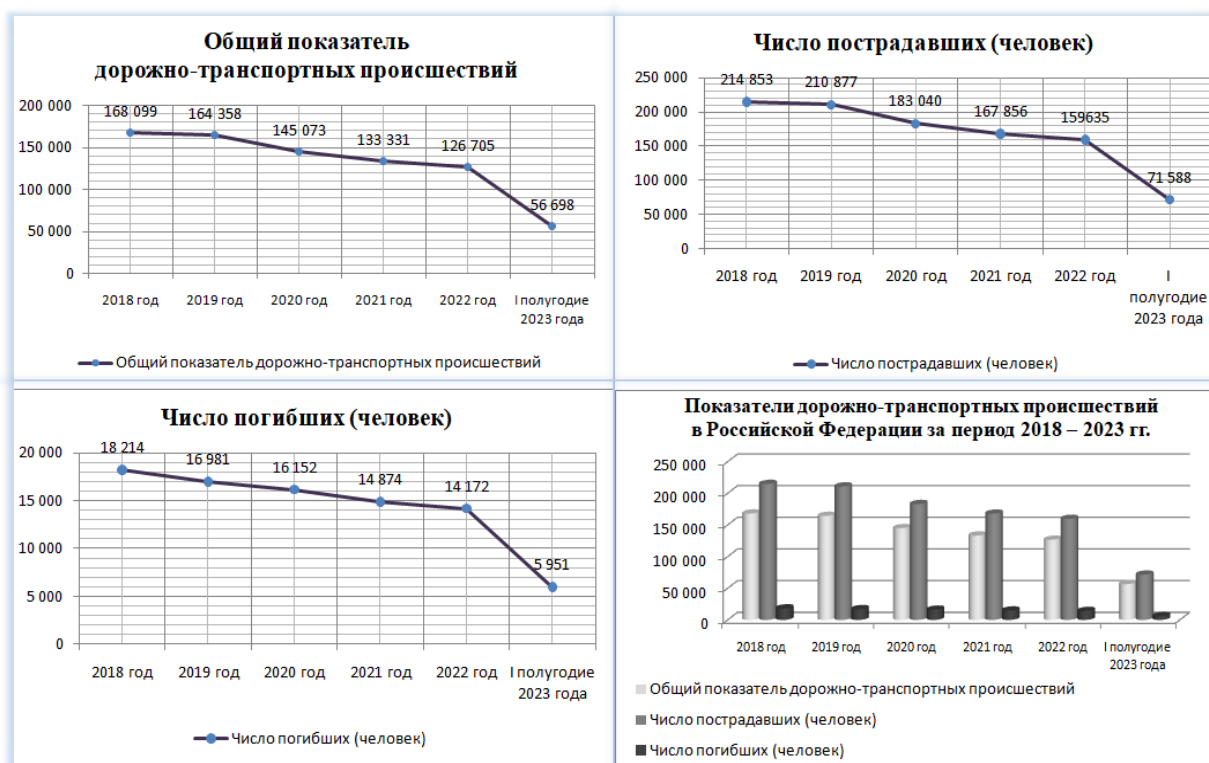 Общий показатель
дорожно-транспортных происшествий
200 000
150 000
100 000
50 000
0
168 099
164 358
145 073
133 331
126 705
56 698
2018 год
2019 год
2020 год
2021 год
2022 год
I полугодие
2023 года
Общий показатель дорожно-транспортных происшествий
Число пострадавших (человек)
250 000
200 000
150 000
100 000
50 000
0
214 853
210 877
183 040
167 856
159635
71 588
2018 год
2019 год
2020 год
2021 год
2022 год
I
полугодие
2023 года
Число пострадавших (человек)
Число погибших (человек)
20 000
15 000
10 000
5 000
0
18 214
16 981
16 152
14 874
14 172
5 951
2018 год
2019 год
2020 год
2021 год
2022 год
I полугодие
2023 года
Число погибших (человек)
Показатели дорожно-транспортных происшествий
в Российской Федерации за период 2018 – 2023 гг.
250 000
200 000
150 000
100 000
50 000
0
2018 год
2019 год
2020 год
2021 год
2022 год
I полугодие
2023 года
Общий показатель дорожно-транспортных происшествий
Число пострадавших (человек)
Число погибших (человек)